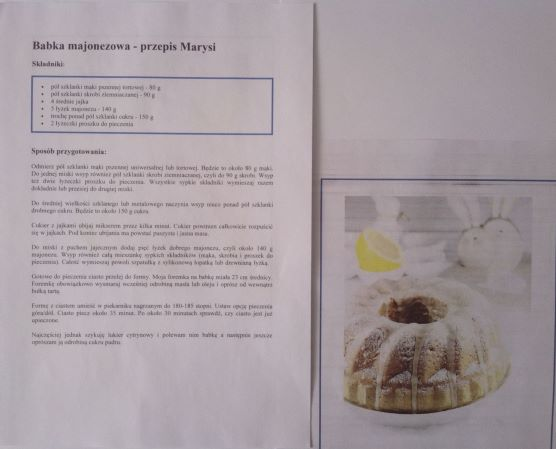 Babka majonezowa - przepis Marysi
Składniki:
• pół szklanki mąki pszennej tortowej - 80 g
• pół szklanki skrobi ziemniaczanej - 90 g
• 4 średnie jajka
• 5 łyżek majonezu - 140 g
• trochę ponad pół szklanki cukru - 150 g
• 2 łyżeczki proszku do pieczenia
Sposób przygotowania:
Odmierz pół szklanki mąki pszennej uniwersalnej lub tortowej. Będzie to około 80 g mąki.
Do jednej miski wsyp również pół szklanki skrobi ziemniaczanej, czyli do 90 g skrobi. Wsyp
też dwie łyżeczki proszku do pieczenia. Wszystkie sypkie składniki wymieszaj razem
dokładnie lub przesiej do drugiej miski.
Do średniej wielkości szklanego lub metalowego naczynia wsyp nieco ponad pół szklanki
drobnego cukru. Będzie to około 150 g cukru.
Cukier z jajkami ubijaj mikserem przez kilka minut. Cukier powinien całkowicie rozpuścić
się w jajkach. Pod koniec ubijania ma powstać puszysta i jasna masa.
Do miski z puchem jajecznym dodaj pięć łyżek dobrego majonezu, czyli około 140 g
majonezu. Wsyp również całą mieszankę sypkich składników (mąka, skrobia i proszek do
pieczenia). Całość wymieszaj powoli szpatułką z sylikonową łopatką lub drewnianą łyżką.
Gotowe do pieczenia ciasto przelej do formy. Moja foremka na babkę miała 23 cm średnicy.
Foremkę obowiązkowo wysmaruj wcześniej odrobiną masła lub oleju i oprósz od wewnątrz
bułką tartą.
Formę z ciastem umieść w piekarniku nagrzanym do 180-185 stopni. Ustaw opcję pieczenia
góra/dół. Ciasto piecz około 35 minut. Po około 30 minutach sprawdź, czy ciasto jest już
upieczone.
Najczęściej jednak szykuję lukier cytrynowy i polewam nim babkę a następnie jeszcze
oprószam ją odrobiną cukru pudru.